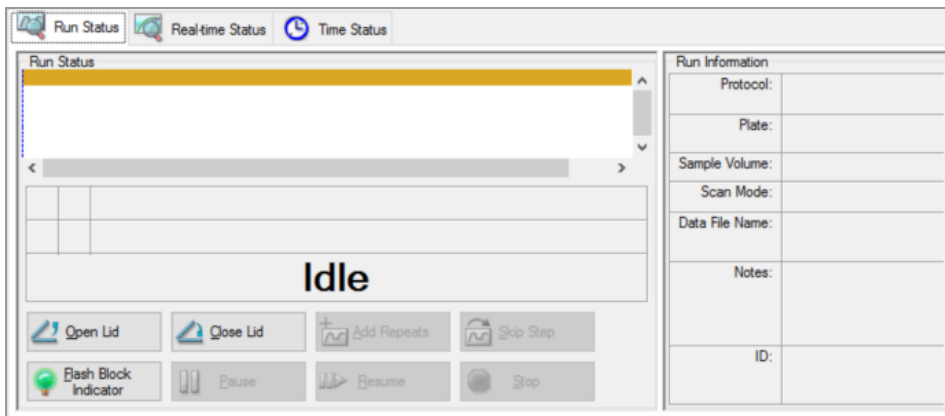 Run Status
Real-time Status
Time Status
Run Status
Idle
Open Lid
Close Lid
Add Repeats
Skip Step
Flash Block
Indicator
Pause
Resume
Stop
Run Information
Protocol:
Plate:
Sample Volume:
Scan Mode:
Data File Name:
Notes:
ID: